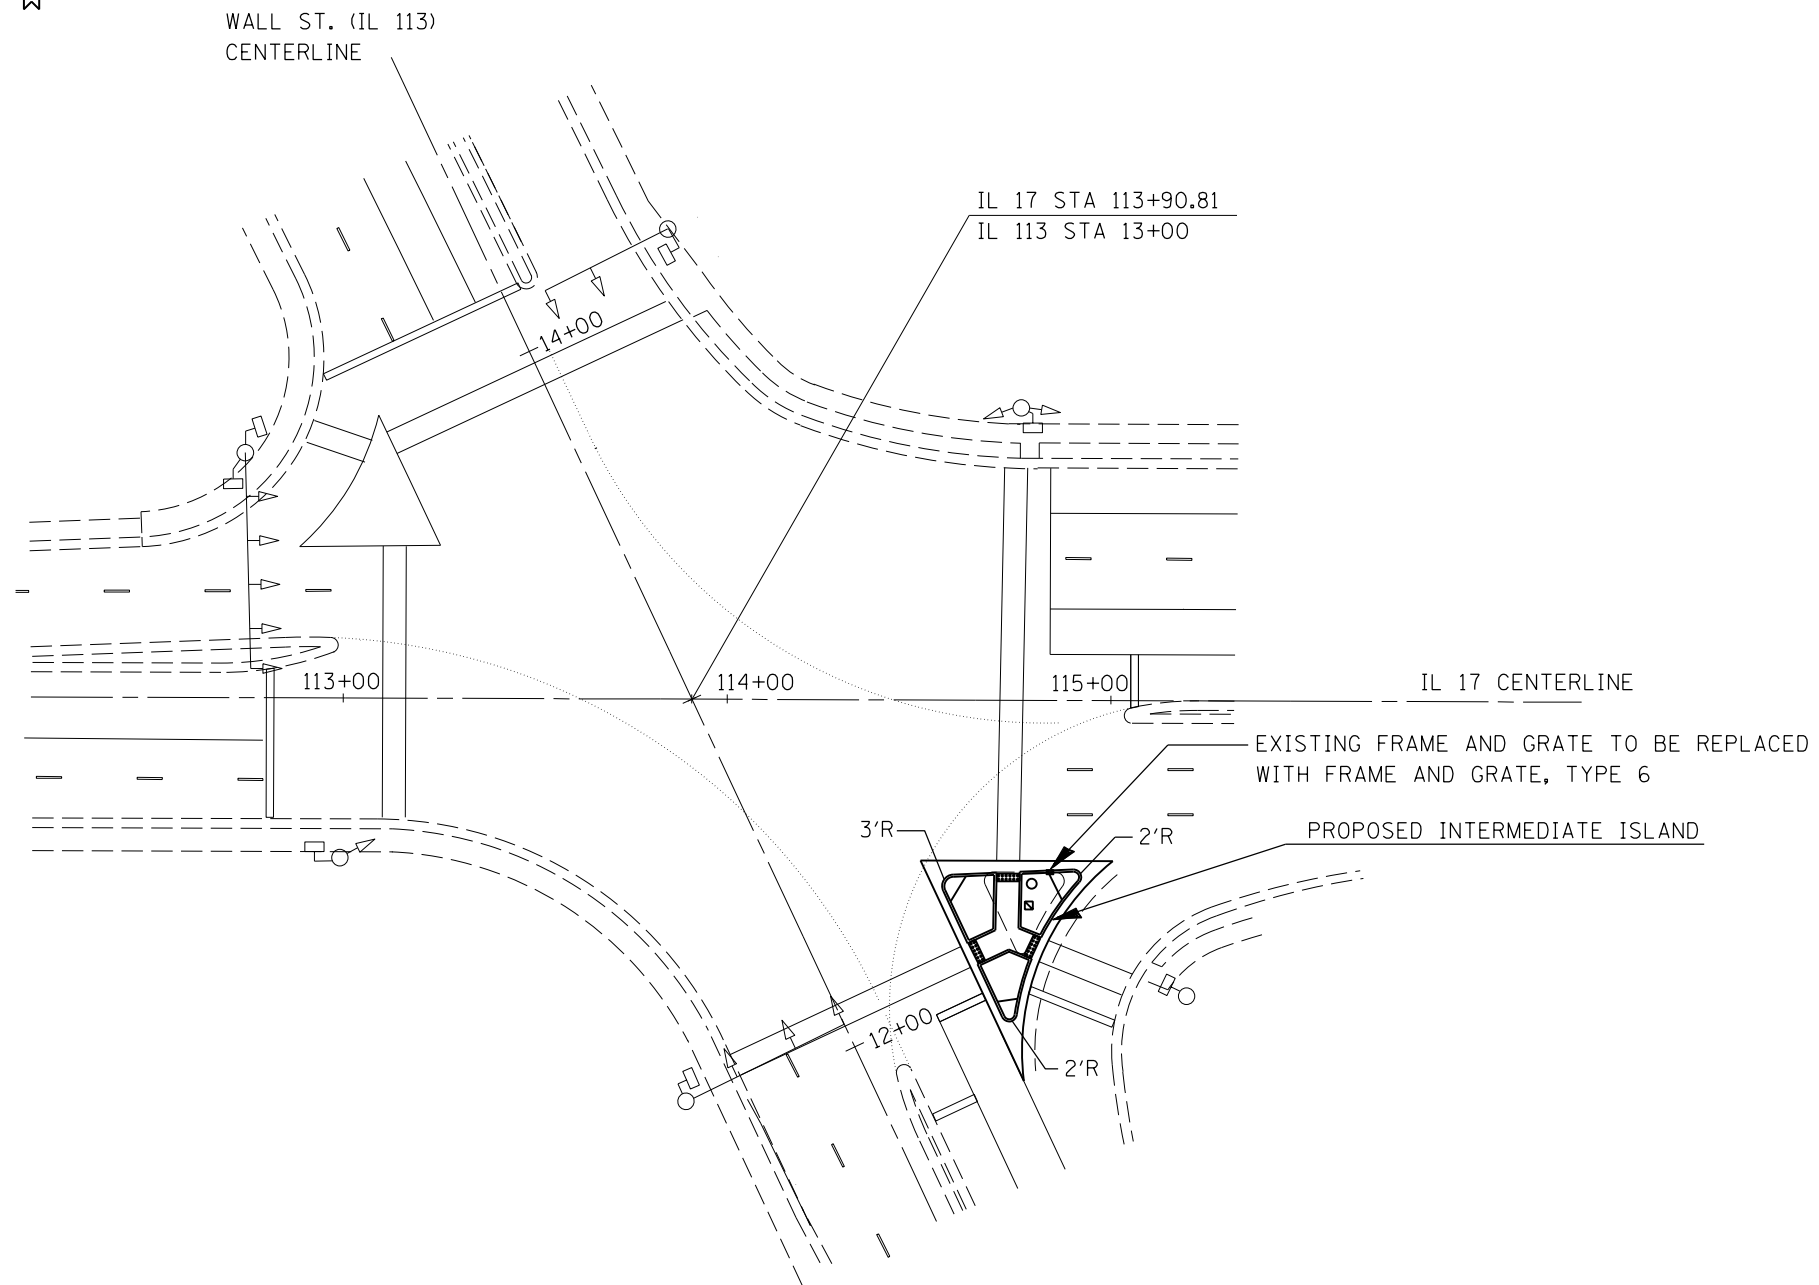 WALL ST. (IL 113)
CENTERLINE
IL 17 STA 113+90.81
IL 113 STA 13+00
14+00
113+00
114+00
115+00
IL 17 CENTERLINE
EXISTING FRAME AND GRATE TO BE REPLACED
WITH FRAME AND GRATE, TYPE 6
3'R
2'R
PROPOSED INTERMEDIATE ISLAND
12+00
2'R